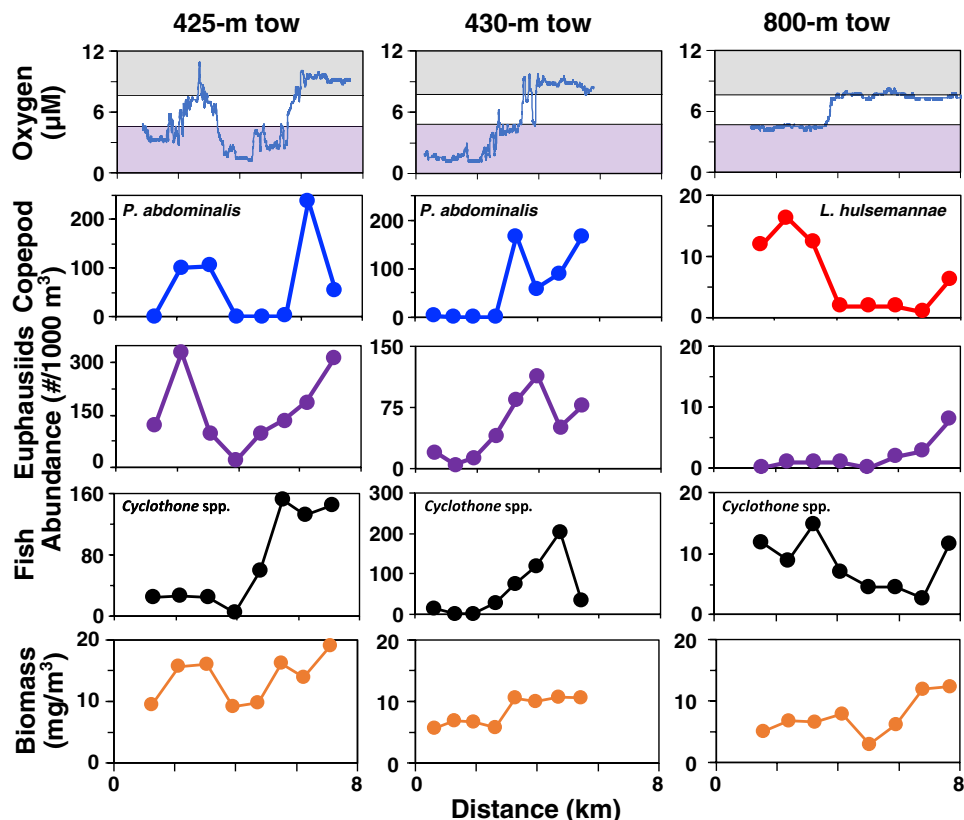 425-m tow
430-m tow
800-m tow
Oxygen
(µM)
12
6
0
12
6
0
12
6
0
Copepod
P. abdominalis
200
100
0
P. abdominalis
200
100
0
L. hulsemannae
20
10
0
Euphausiids
Abundance (#/1000 m³)
300
150
0
150
75
0
20
10
0
Fish
Cyclothone spp.
160
80
0
Cyclothone spp.
300
200
100
0
Cyclothone spp.
20
10
0
Biomass
(mg/m³)
20
10
0
4
8
0
4
8
20
10
0
0
4
8
Distance (km)